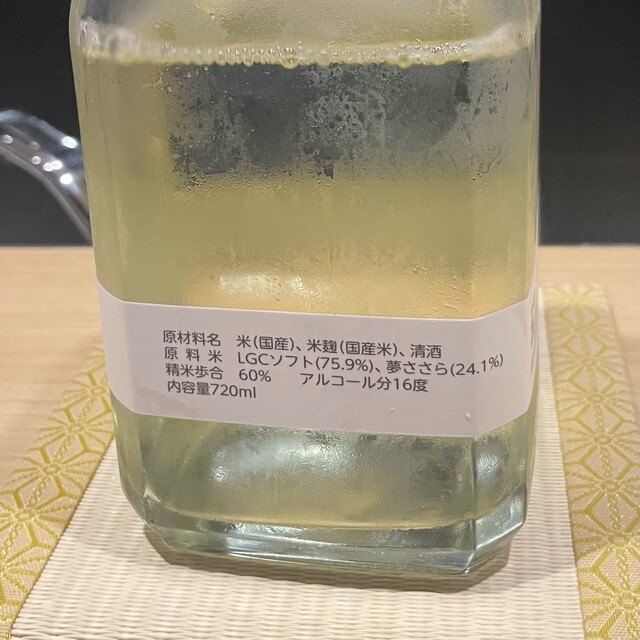 原材料名 米(国産)、米麹(国産米)、清酒
原料米 LGCソフト(75.9%)、夢ささら(24.1%)
精米歩合 60% アルコール分16度
内容量720ml